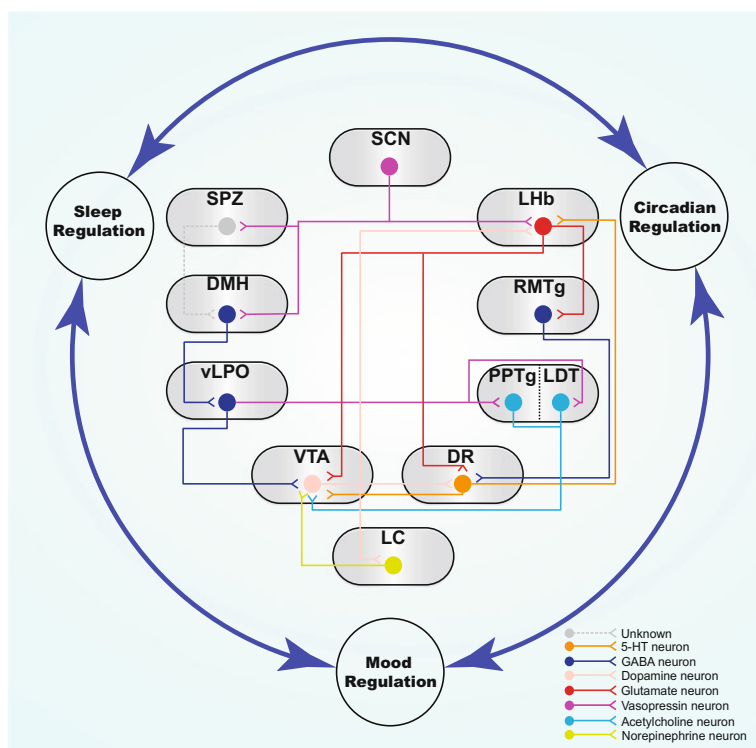 SCN
SPZ
LHb
Sleep
Regulation
Circadian
Regulation
DMH
RMTg
vLPO
PPTg LDT
VTA
DR
LC
Mood
Regulation
Unknown
5-HT neuron
GABA neuron
Dopamine neuron
Glutamate neuron
Vasopressin neuron
Acetylcholine neuron
Norepinephrine neuron